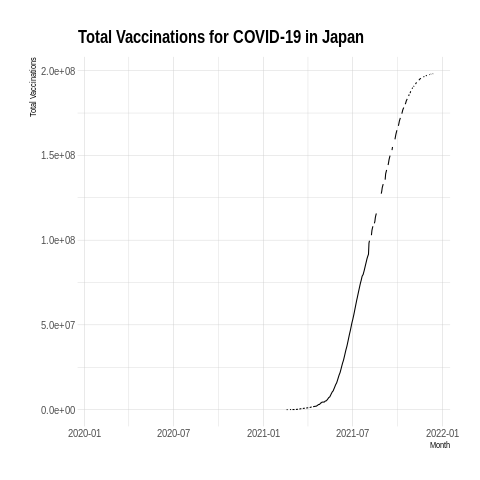 Total Vaccinations for COVID-19 in Japan
Total Vaccinations
2.0e+08
1.5e+08
1.0e+08
5.0e+07
0.0e+00
2020-01 2020-07 2021-01 2021-07 2022-01
Month